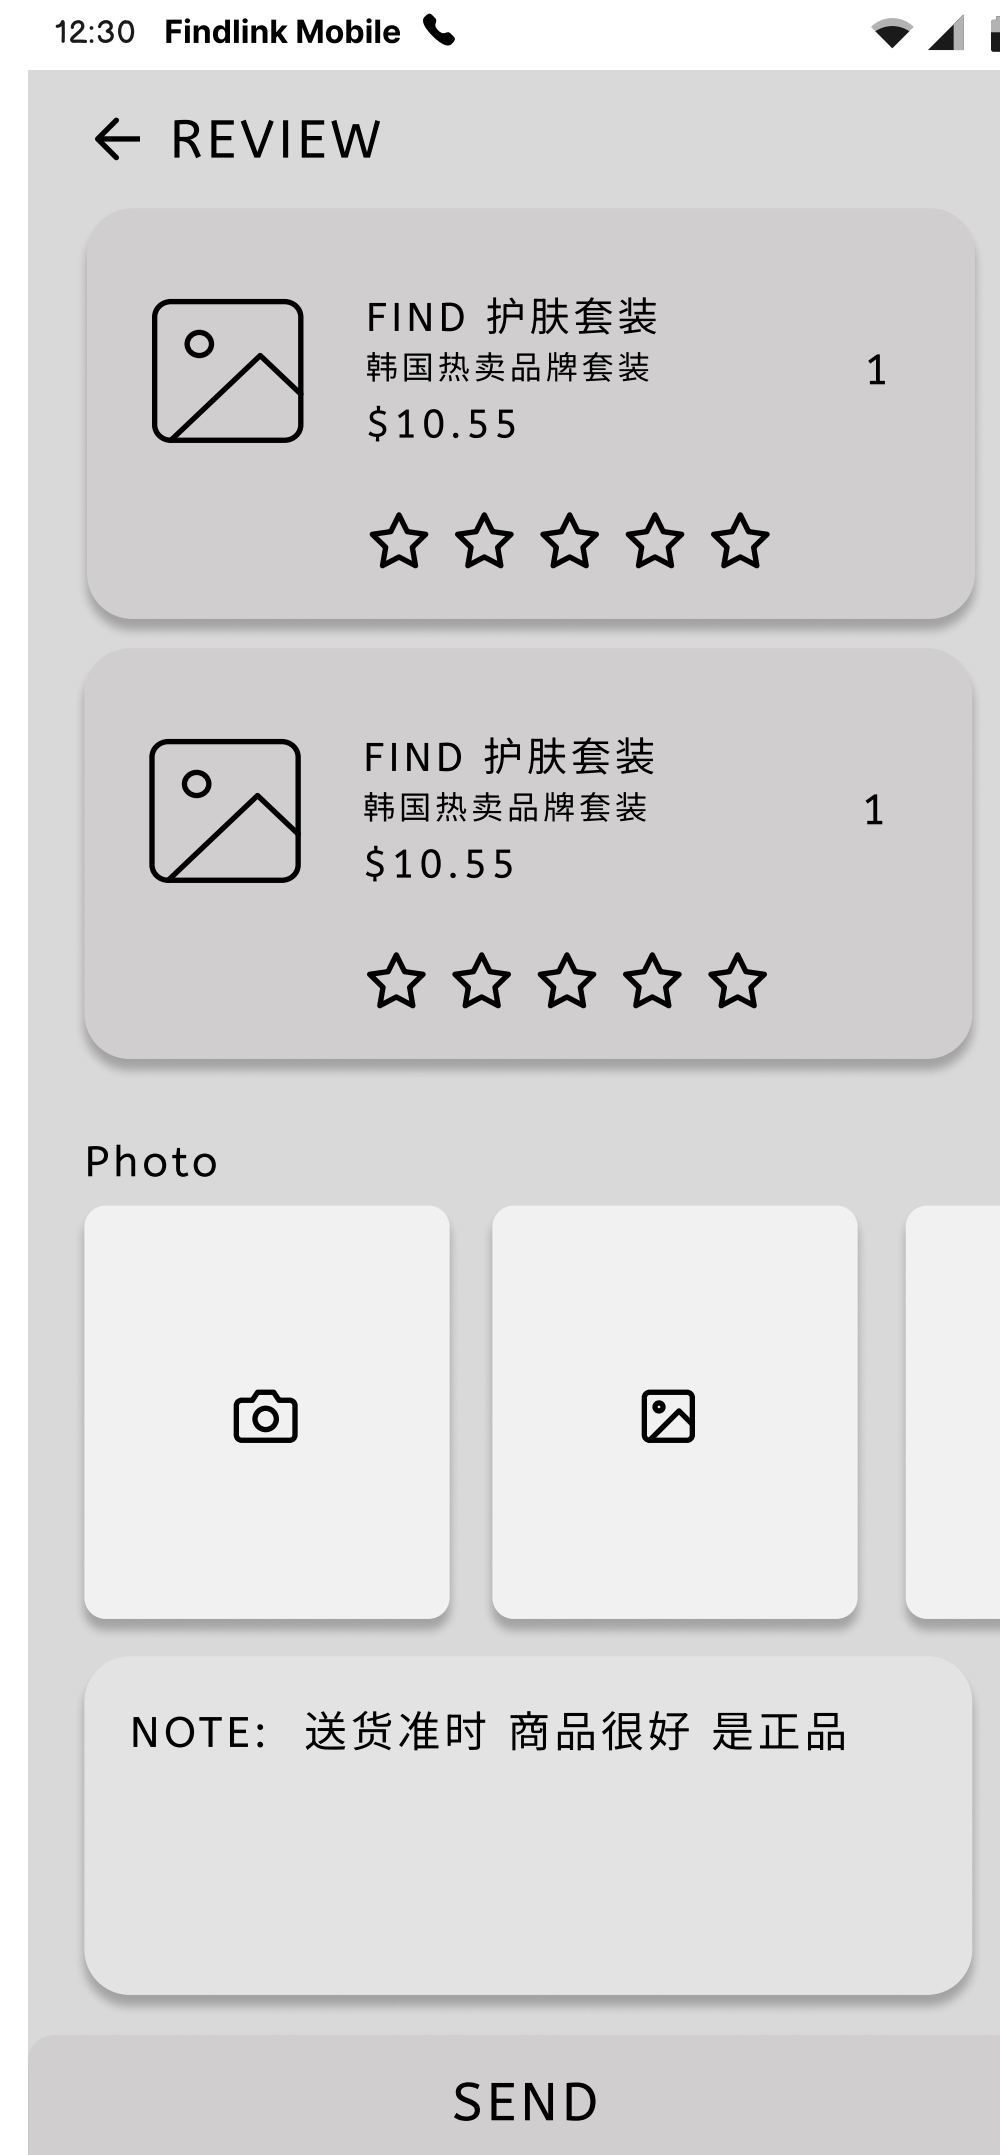 12:30 Findlink Mobile
REVIEW
FIND 护肤套装
韩国热卖品牌套装
1
$10.55
FIND 护肤套装
韩国热卖品牌套装
1
$10.55
Photo
NOTE: 送货准时 商品很好 是正品
SEND